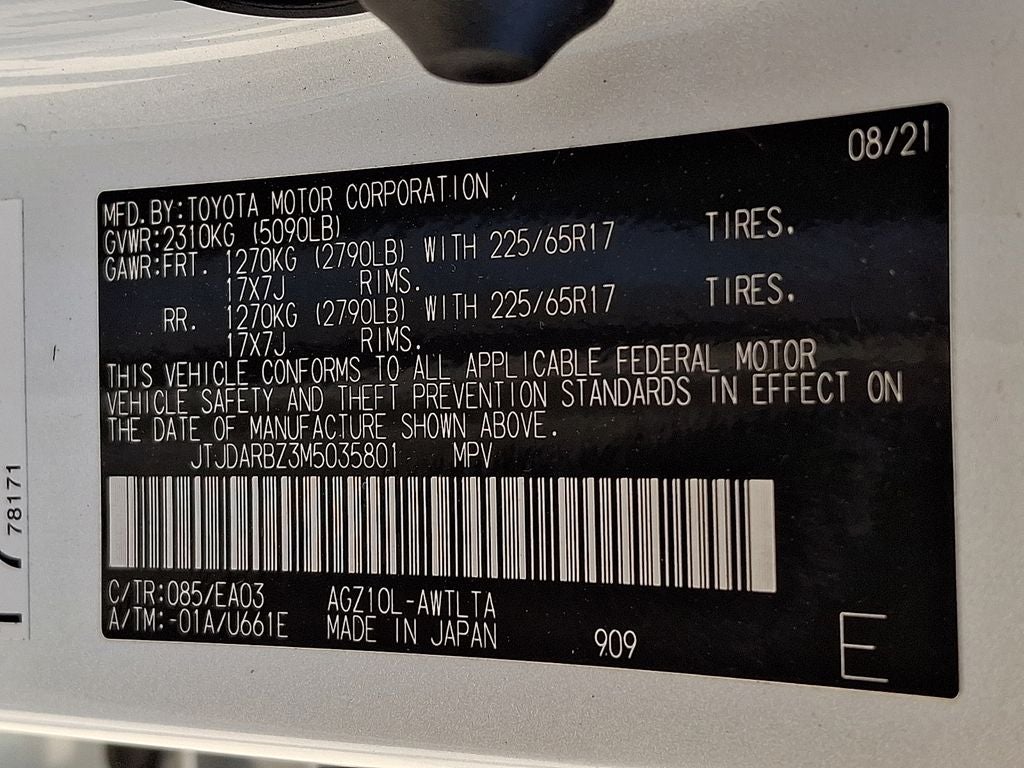 08/21
MFD.BY:TOYOTA MOTOR CORPORATION
GVWR:2310KG (5090LB)
GAWR:FRT. 1270KG (2790LB) WITH 225/65R17 TIRES.
17X7J RIMS.
RR. 1270KG (2790LB) WITH 225/65R17 TIRES.
17X7J RIMS.
THIS VEHICLE CONFORMS TO ALL APPLICABLE FEDERAL MOTOR
VEHICLE SAFETY AND THEFT PREVENTION STANDARDS IN EFFECT ON
THE DATE OF MANUFACTURE SHOWN ABOVE.
JTJDARBZ3M5035801 MPV
C/TR:085/EA03 AGZ10L-AWTLTA
A/TM:-01A/U661E MADE IN JAPAN 909
E
78171